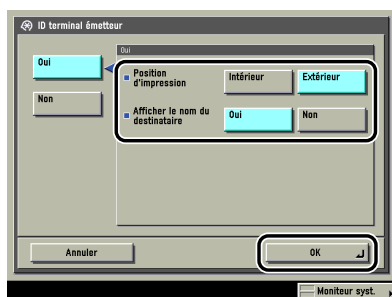 ID terminal émetteur
Oui
Oui
Non
Position
d'impression
Intérieur
Extérieur
Afficher le nom du
destinataire
Oui
Non
Annuler
OK
Moniteur syst.